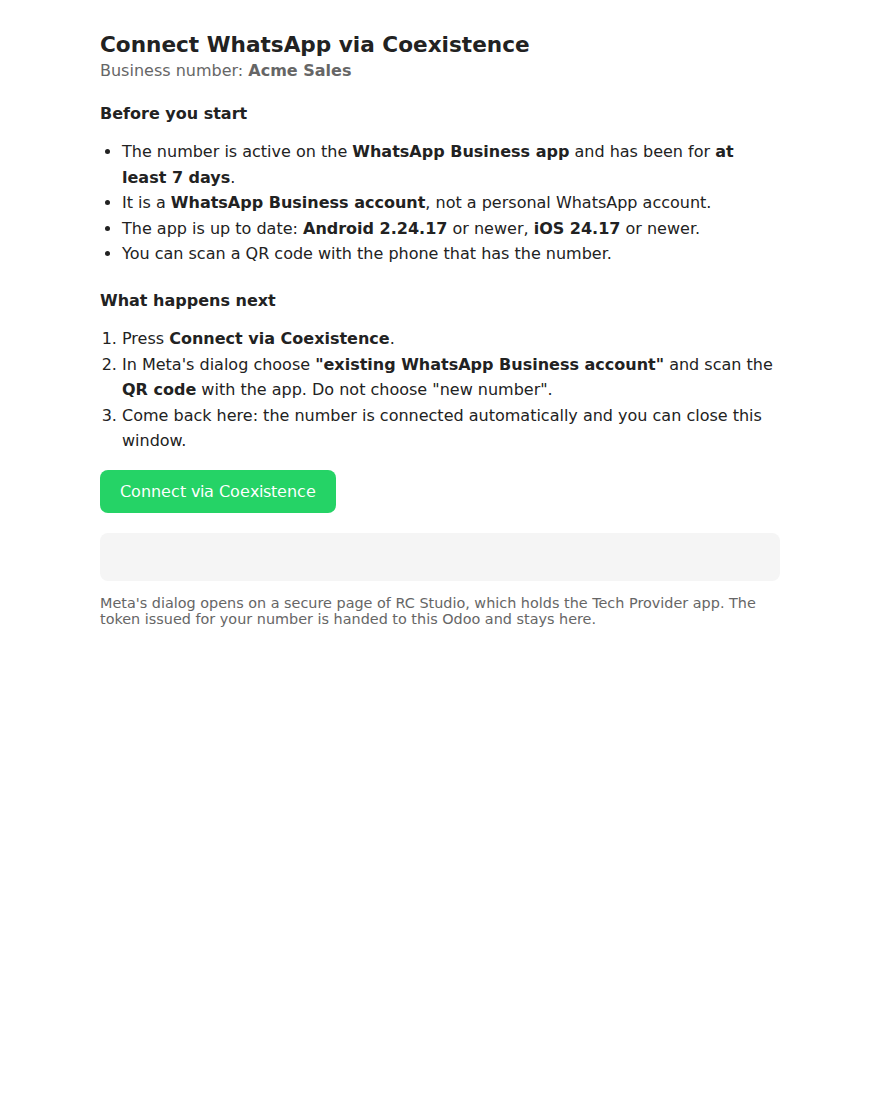 Connect WhatsApp via Coexistence
Business number: Acme Sales
Before you start
• The number is active on the WhatsApp Business app and has been for at
least 7 days.
• It is a WhatsApp Business account, not a personal WhatsApp account.
• The app is up to date: Android 2.24.17 or newer, iOS 24.17 or newer.
• You can scan a QR code with the phone that has the number.
What happens next
1. Press Connect via Coexistence.
2. In Meta's dialog choose "existing WhatsApp Business account" and scan the
QR code with the app. Do not choose "new number".
3. Come back here: the number is connected automatically and you can close this
window.
Connect via Coexistence
Meta's dialog opens on a secure page of RC Studio, which holds the Tech Provider app. The
token issued for your number is handed to this Odoo and stays here.